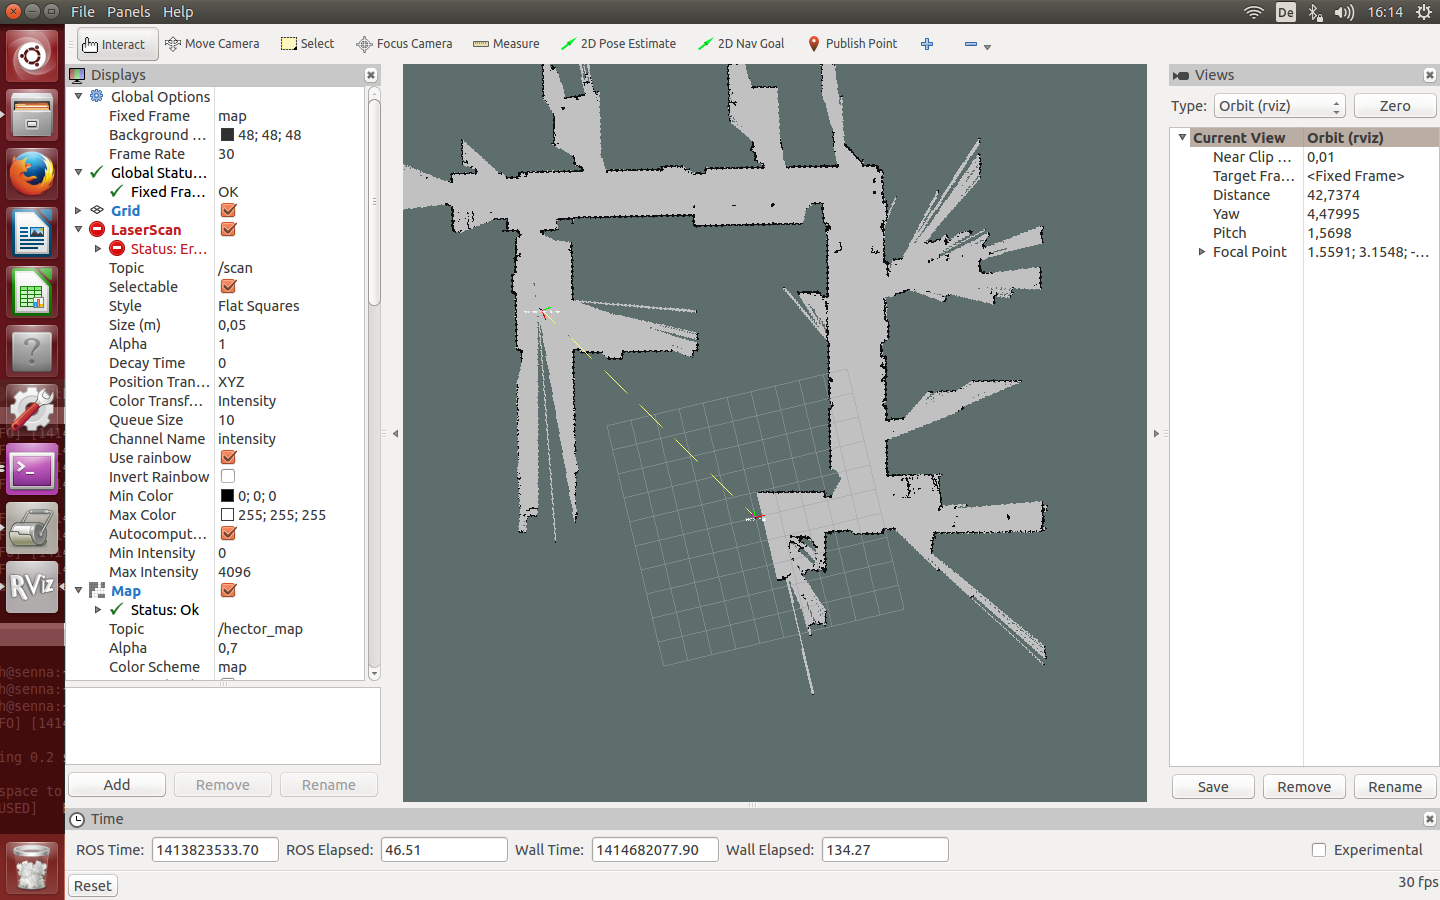 File Panels Help
De 16:14
Interact Move Camera Select Focus Camera Measure 2D Pose Estimate 2D Nav Goal Publish Point
Displays
Global Options
Fixed Frame map
Background ... 48; 48; 48
Frame Rate 30
Global Statu...
Fixed Fra... OK
Grid
LaserScan
Status: Er...
Topic /scan
Selectable
Style Flat Squares
Size (m) 0,05
Alpha 1
Decay Time 0
Position Tran... XYZ
Color Transf... Intensity
Queue Size 10
Channel Name intensity
Use rainbow
Invert Rainbow
Min Color 0; 0; 0
Max Color 255; 255; 255
Autocomput...
Min Intensity 0
Max Intensity 4096
Map
Status: Ok
Topic /hector_map
Alpha 0,7
Color Scheme map
Add Remove Rename
Views
Type: Orbit (rviz) Zero
Current View Orbit (rviz)
Near Clip ... 0,01
Target Fra... <Fixed Frame>
Distance 42,7374
Yaw 4,47995
Pitch 1,5698
Focal Point 1.5591; 3.1548; -...
Save Remove Rename
RViz
h@senna:
h@senna:
h@senna:
FO] [141
ing 0.2 s
space to
USED]
Time
ROS Time: 1413823533.70 ROS Elapsed: 46.51 Wall Time: 1414682077.90 Wall Elapsed: 134.27 Experimental
Reset 30 fps